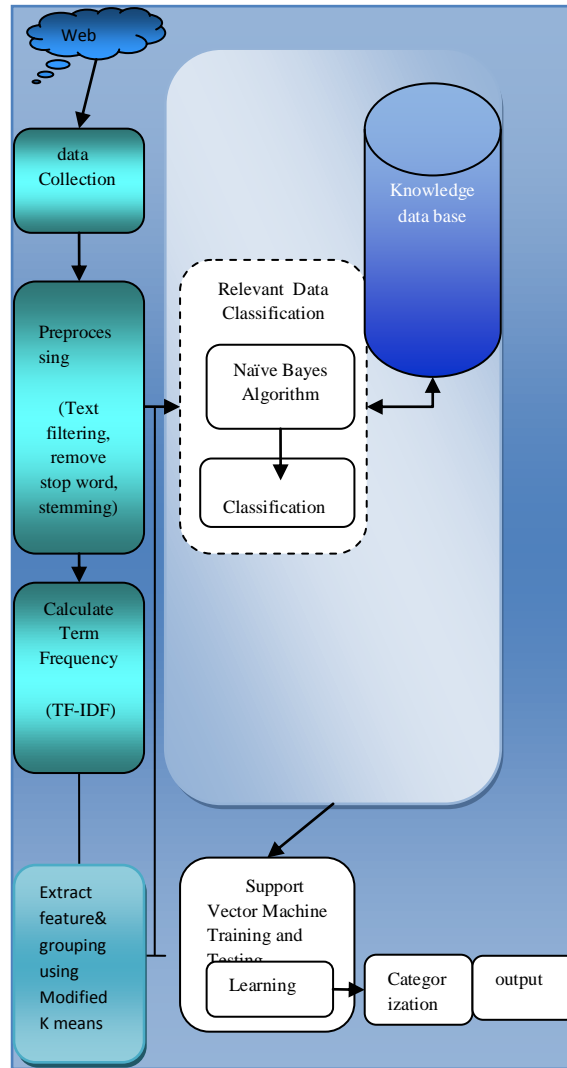 Web
data
Collection
Preproces
sing
(Text
filtering,
remove
stop word,
stemming)
Calculate
Term
Frequency
(TF-IDF)
Extract
feature&
grouping
using
Modified
K means
Knowledge
data base
Relevant Data
Classification
Naïve Bayes
Algorithm
Classification
Support
Vector Machine
Training and
Testing
Learning
Categor
ization
output